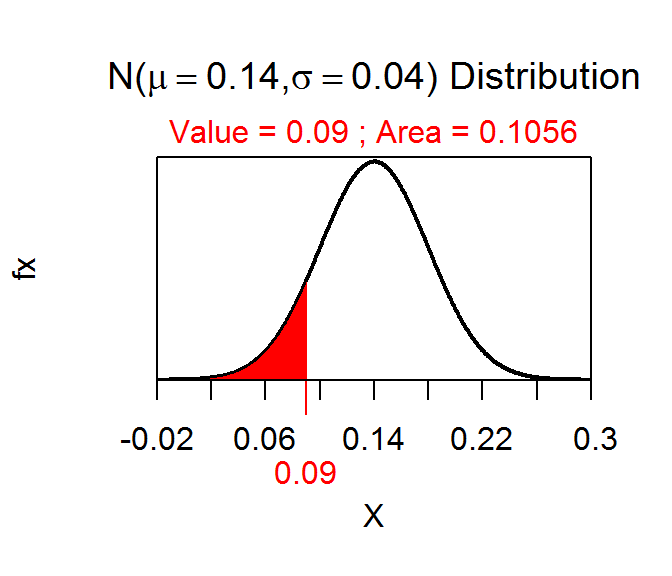 N(μ = 0.14,σ = 0.04) Distribution
Value = 0.09 ; Area = 0.1056
fx
-0.02 0.06 0.14 0.22 0.3
0.09
X